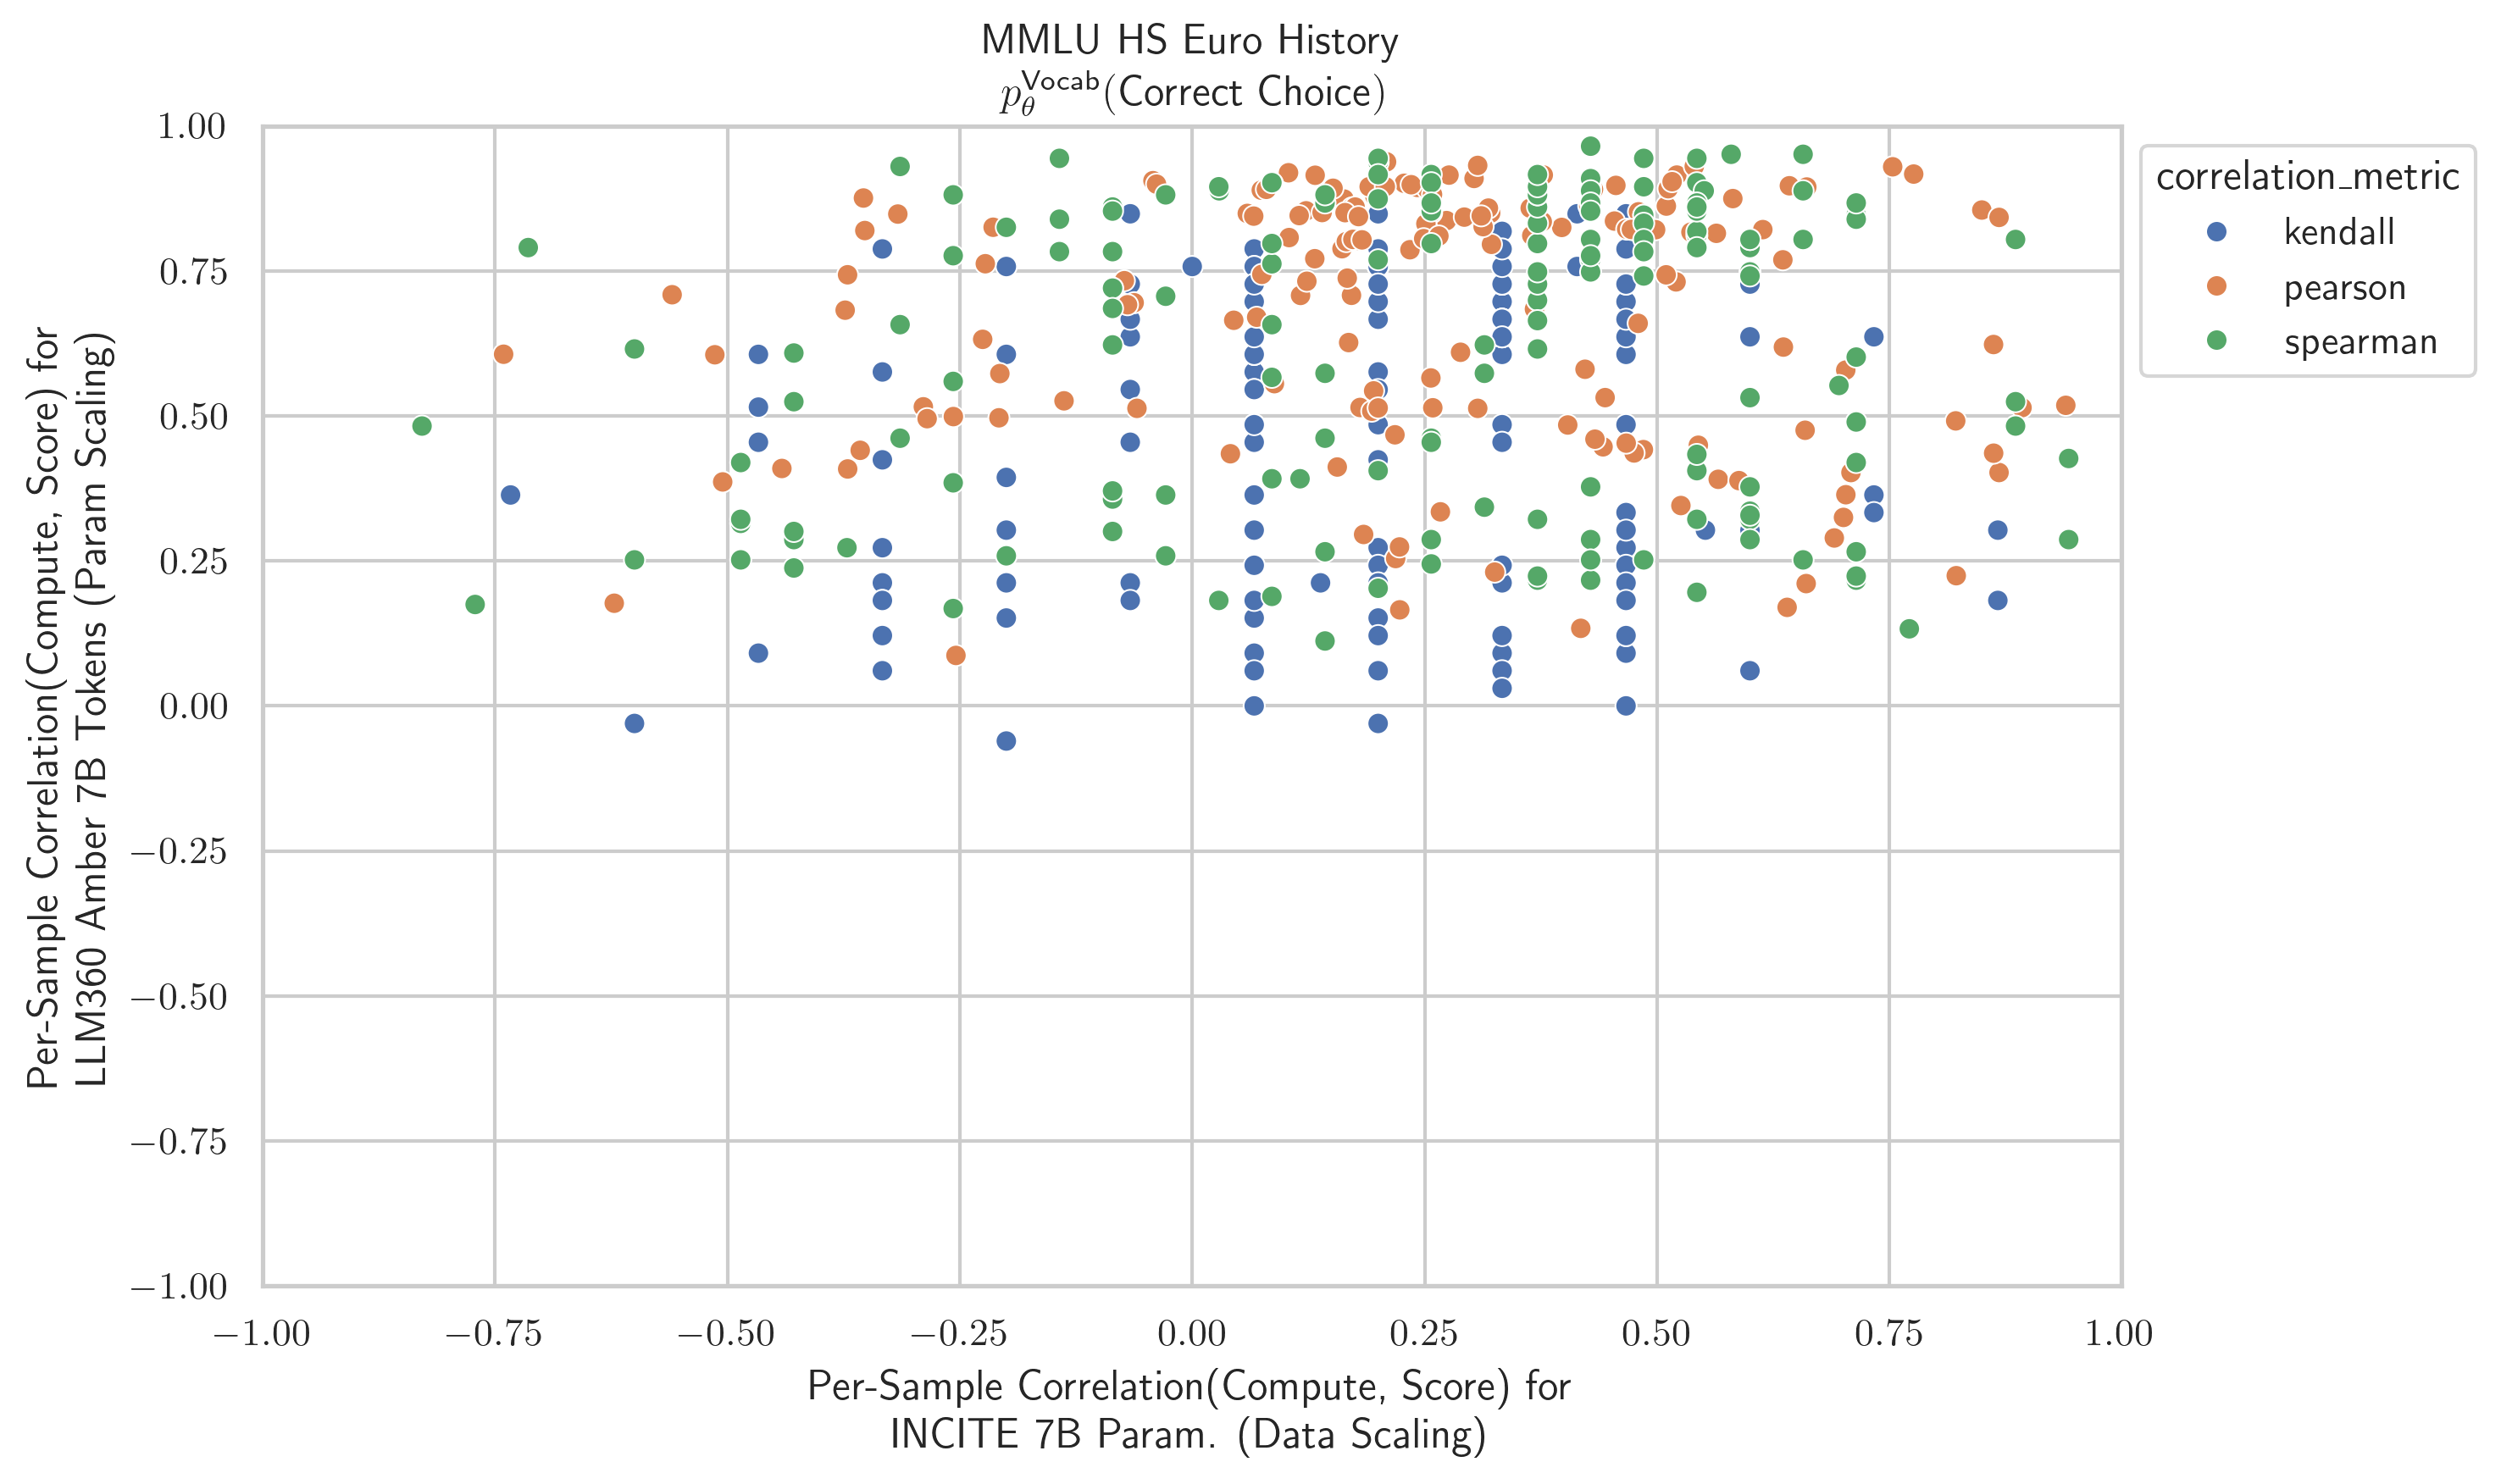 MMLU HS Euro History
p_θ^Vocab(Correct Choice)
Per-Sample Correlation(Compute, Score) for
LLM360 Amber 7B Tokens (Param Scaling)
1.00
0.75
0.50
0.25
0.00
−0.25
−0.50
−0.75
−1.00
−1.00 −0.75 −0.50 −0.25 0.00 0.25 0.50 0.75 1.00
Per-Sample Correlation(Compute, Score) for
INCITE 7B Param. (Data Scaling)
correlation_metric
kendall
pearson
spearman